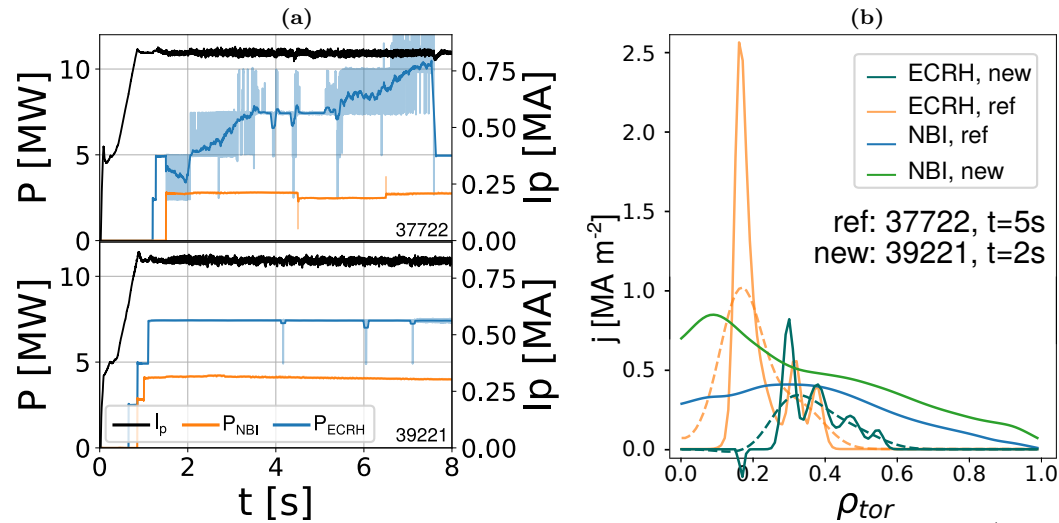 (a)
P [MW]
10
5
0
0.75
0.50
0.25
0.00
Ip [MA]
37722
P [MW]
10
5
0
0.75
0.50
0.25
0.00
Ip [MA]
I_p P_NBI P_ECRH
39221
0 2 4 6 8
t [s]
(b)
j [MA m⁻²]
2.5
2.0
1.5
1.0
0.5
0.0
ECRH, new
ECRH, ref
NBI, ref
NBI, new
ref: 37722, t=5s
new: 39221, t=2s
0.0 0.2 0.4 0.6 0.8 1.0
ρ_tor